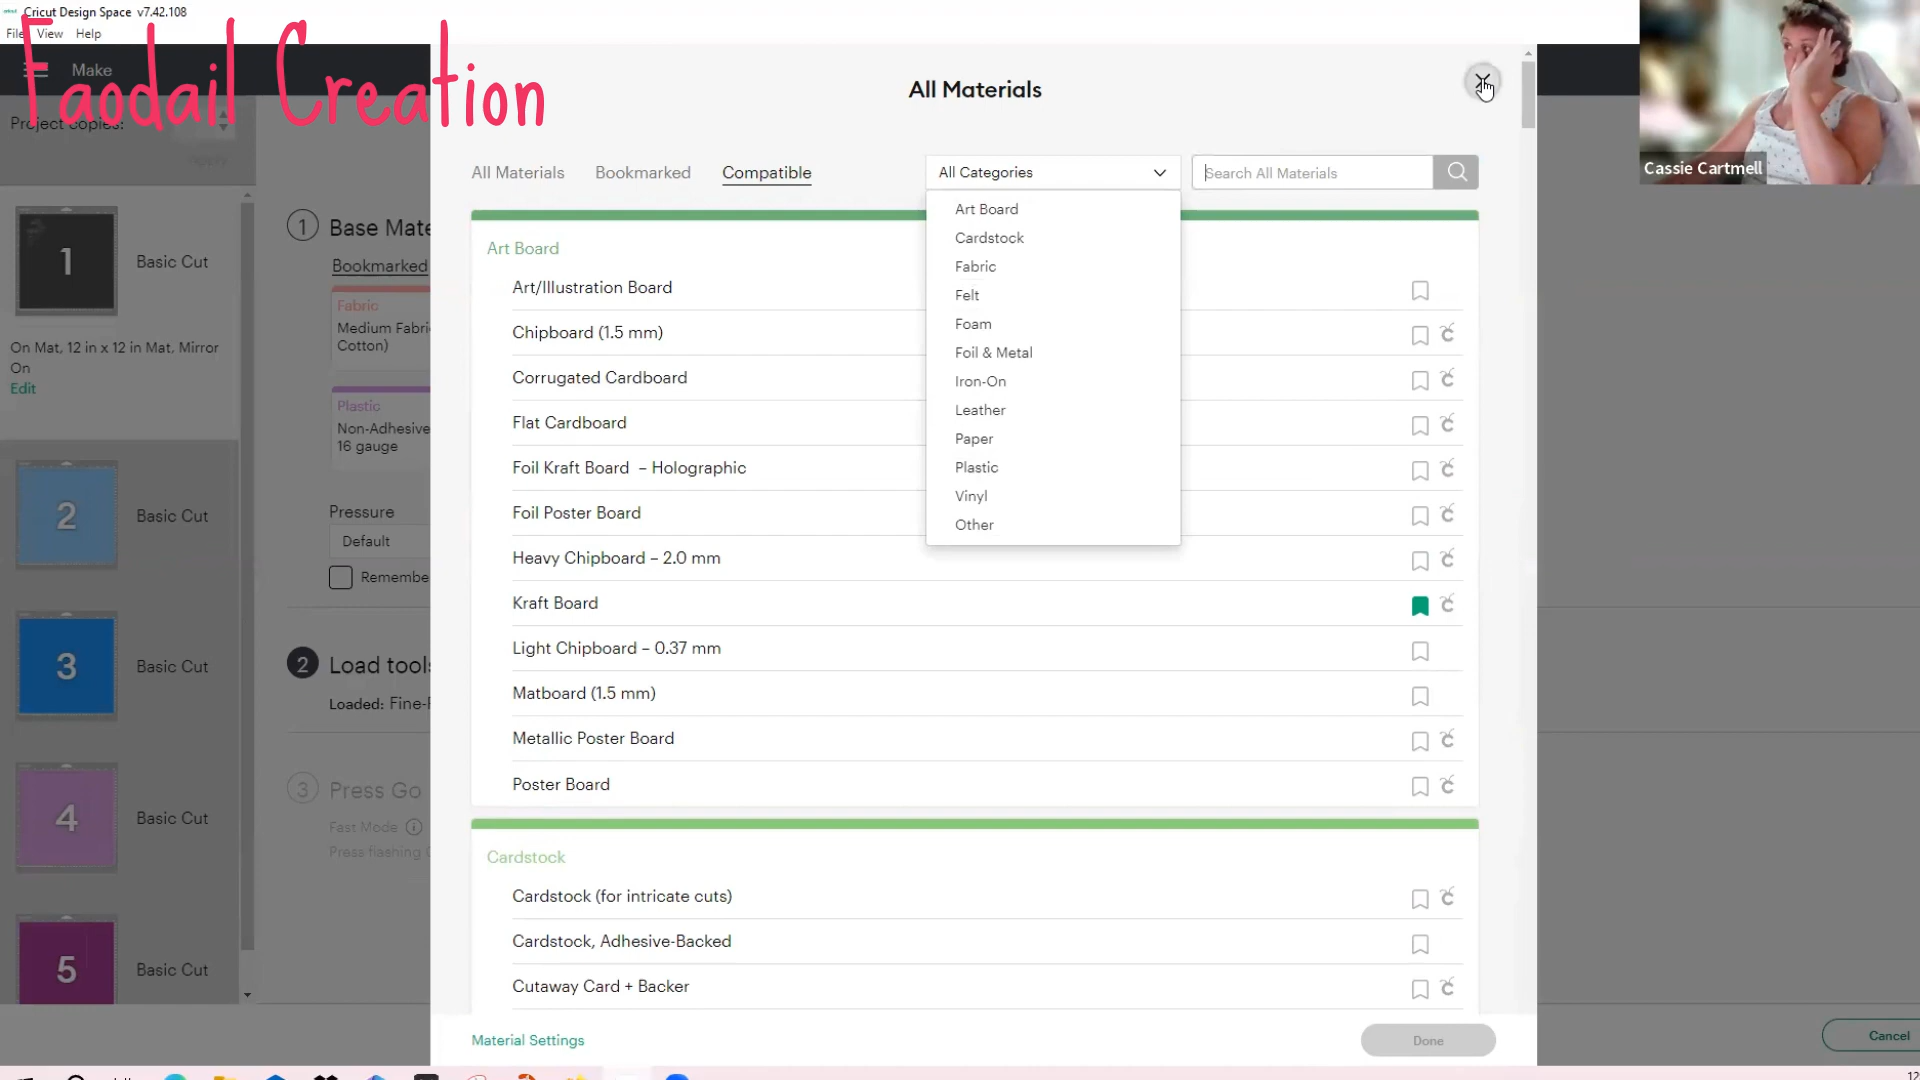 Cricut Design Space v7.42.108
File View Help
Faodail Creation
Make
Project copies:
All Materials
All Materials Bookmarked Compatible
All Categories
Search All Materials
Art Board
Cardstock
Fabric
Felt
Foam
Foil & Metal
Iron-On
Leather
Paper
Plastic
Vinyl
Other
Cassie Cartmell
1
Basic Cut
On Mat, 12 in x 12 in Mat, Mirror
On
Edit
2
Basic Cut
3
Basic Cut
4
Basic Cut
5
Basic Cut
1 Base Mate
Bookmarked
Fabric
Medium Fabri
Cotton)
Plastic
Non-Adhesive
16 gauge
Pressure
Default
Remembe
2 Load tools
Loaded: Fine-P
3 Press Go
Fast Mode
Press flashing
Art Board
Art/Illustration Board
Chipboard (1.5 mm)
Corrugated Cardboard
Flat Cardboard
Foil Kraft Board – Holographic
Foil Poster Board
Heavy Chipboard – 2.0 mm
Kraft Board
Light Chipboard – 0.37 mm
Matboard (1.5 mm)
Metallic Poster Board
Poster Board
Cardstock
Cardstock (for intricate cuts)
Cardstock, Adhesive-Backed
Cutaway Card + Backer
Material Settings
Done
Cancel